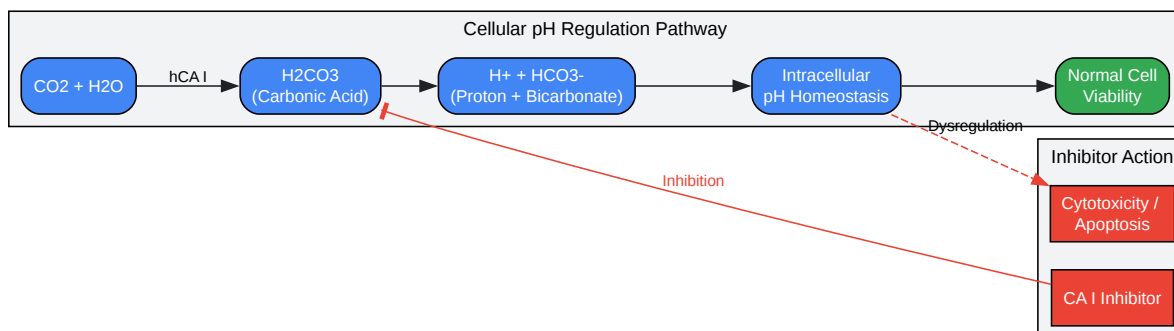 Cellular pH Regulation Pathway
CO2 + H2O
hCA I
H2CO3
(Carbonic Acid)
H+ + HCO3-
(Proton + Bicarbonate)
Intracellular
pH Homeostasis
Normal Cell
Viability
Dysregulation
Inhibitor Action
Inhibition
Cytotoxicity /
Apoptosis
CA I Inhibitor